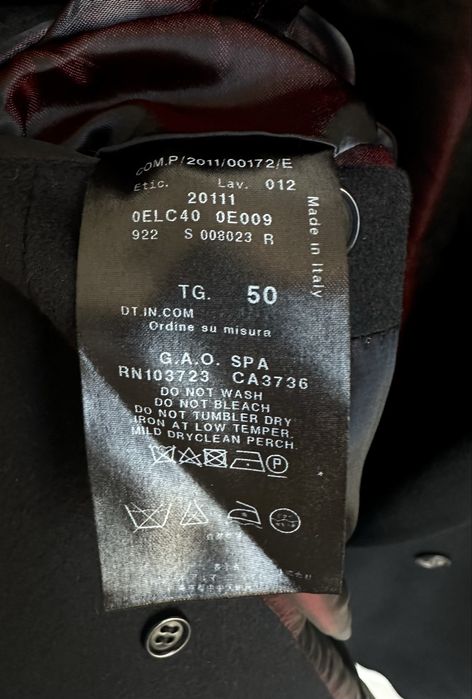 COM.P/2011/00172/E
Etic. Lav. 012
20111
0ELC40 0E009
922 S 008023 R
Made in Italy
TG. 50
DT.IN.COM
Ordine su misura
G.A.O. SPA
RN103723 CA3736
DO NOT WASH
DO NOT BLEACH
DO NOT TUMBLER DRY
IRON AT LOW TEMPER.
MILD DRYCLEAN PERCH.
P